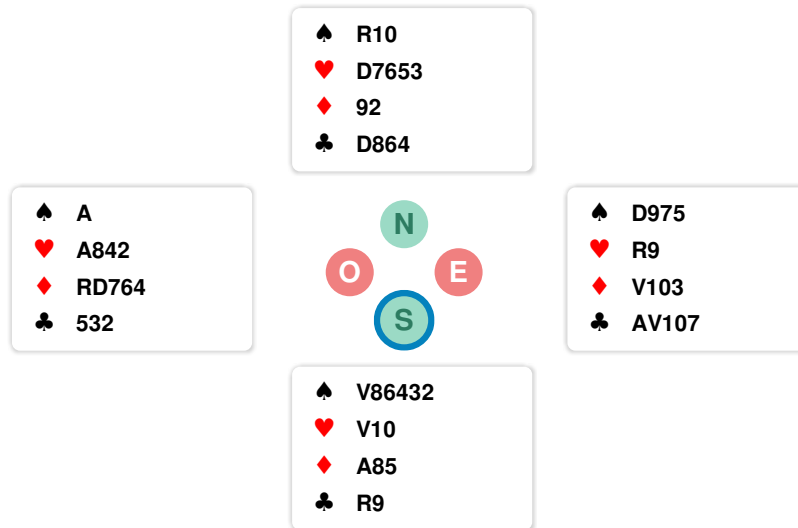 ♠ R10
♥ D7653
♦ 92
♣ D864
♠ A
♥ A842
♦ RD764
♣ 532
N
O E
S
♠ D975
♥ R9
♦ V103
♣ AV107
♠ V86432
♥ V10
♦ A85
♣ R9